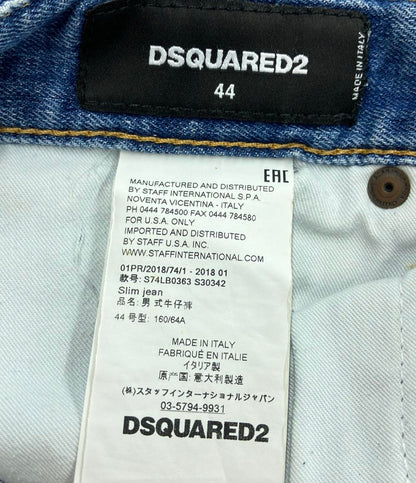 DSQUARED2
44
MADE IN ITALY
EAC
MANUFACTURED AND DISTRIBUTED
BY STAFF INTERNATIONAL S.P.A.
NOVENTA VICENTINA - ITALY
PH 0444 784500 FAX 0444 784580
FOR U.S.A. ONLY
IMPORTED AND DISTRIBUTED
BY STAFF U.S.A. INC.
WWW.STAFFINTERNATIONAL.COM
01PR/2018/74/1 - 2018 01
款号: S74LB0363 S30342
Slim jean
品名: 男式牛仔裤
44 号型: 160/64A
MADE IN ITALY
FABRIQUÉ EN ITALIE
イタリア製
原产国: 意大利製造
(株)スタッフインターナショナルジャパン
03-5794-9931
DSQUARED2